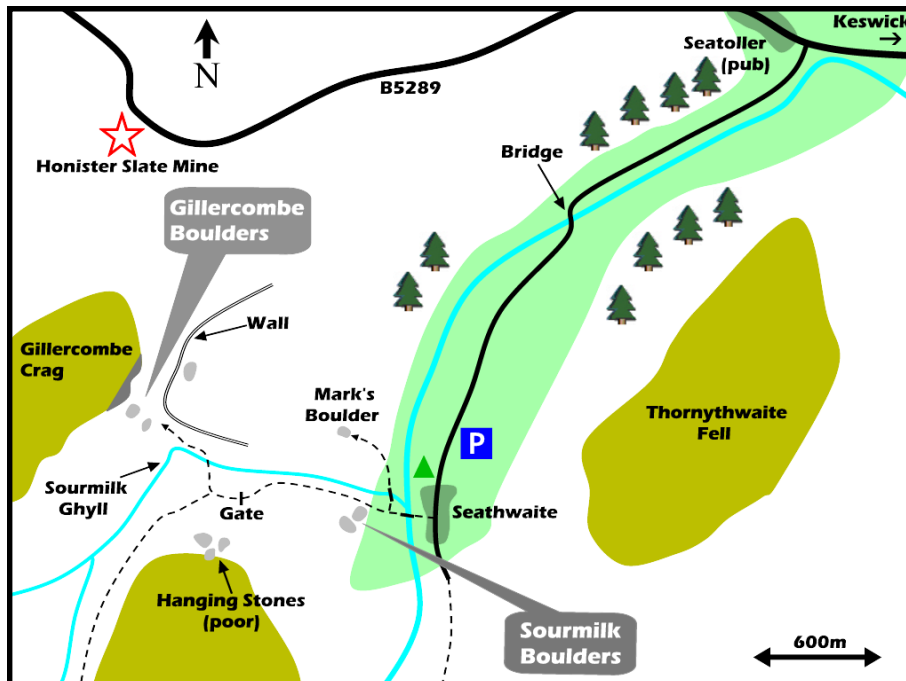 Keswick
→
Seatoller
(pub)
N
B5289
Honister Slate Mine
Bridge
Gillercombe
Boulders
Wall
Gillercombe
Crag
Mark's
Boulder
Thornythwaite
Fell
P
Sourmilk
Ghyll
Gate
Seathwaite
Hanging Stones
(poor)
Sourmilk
Boulders
600m